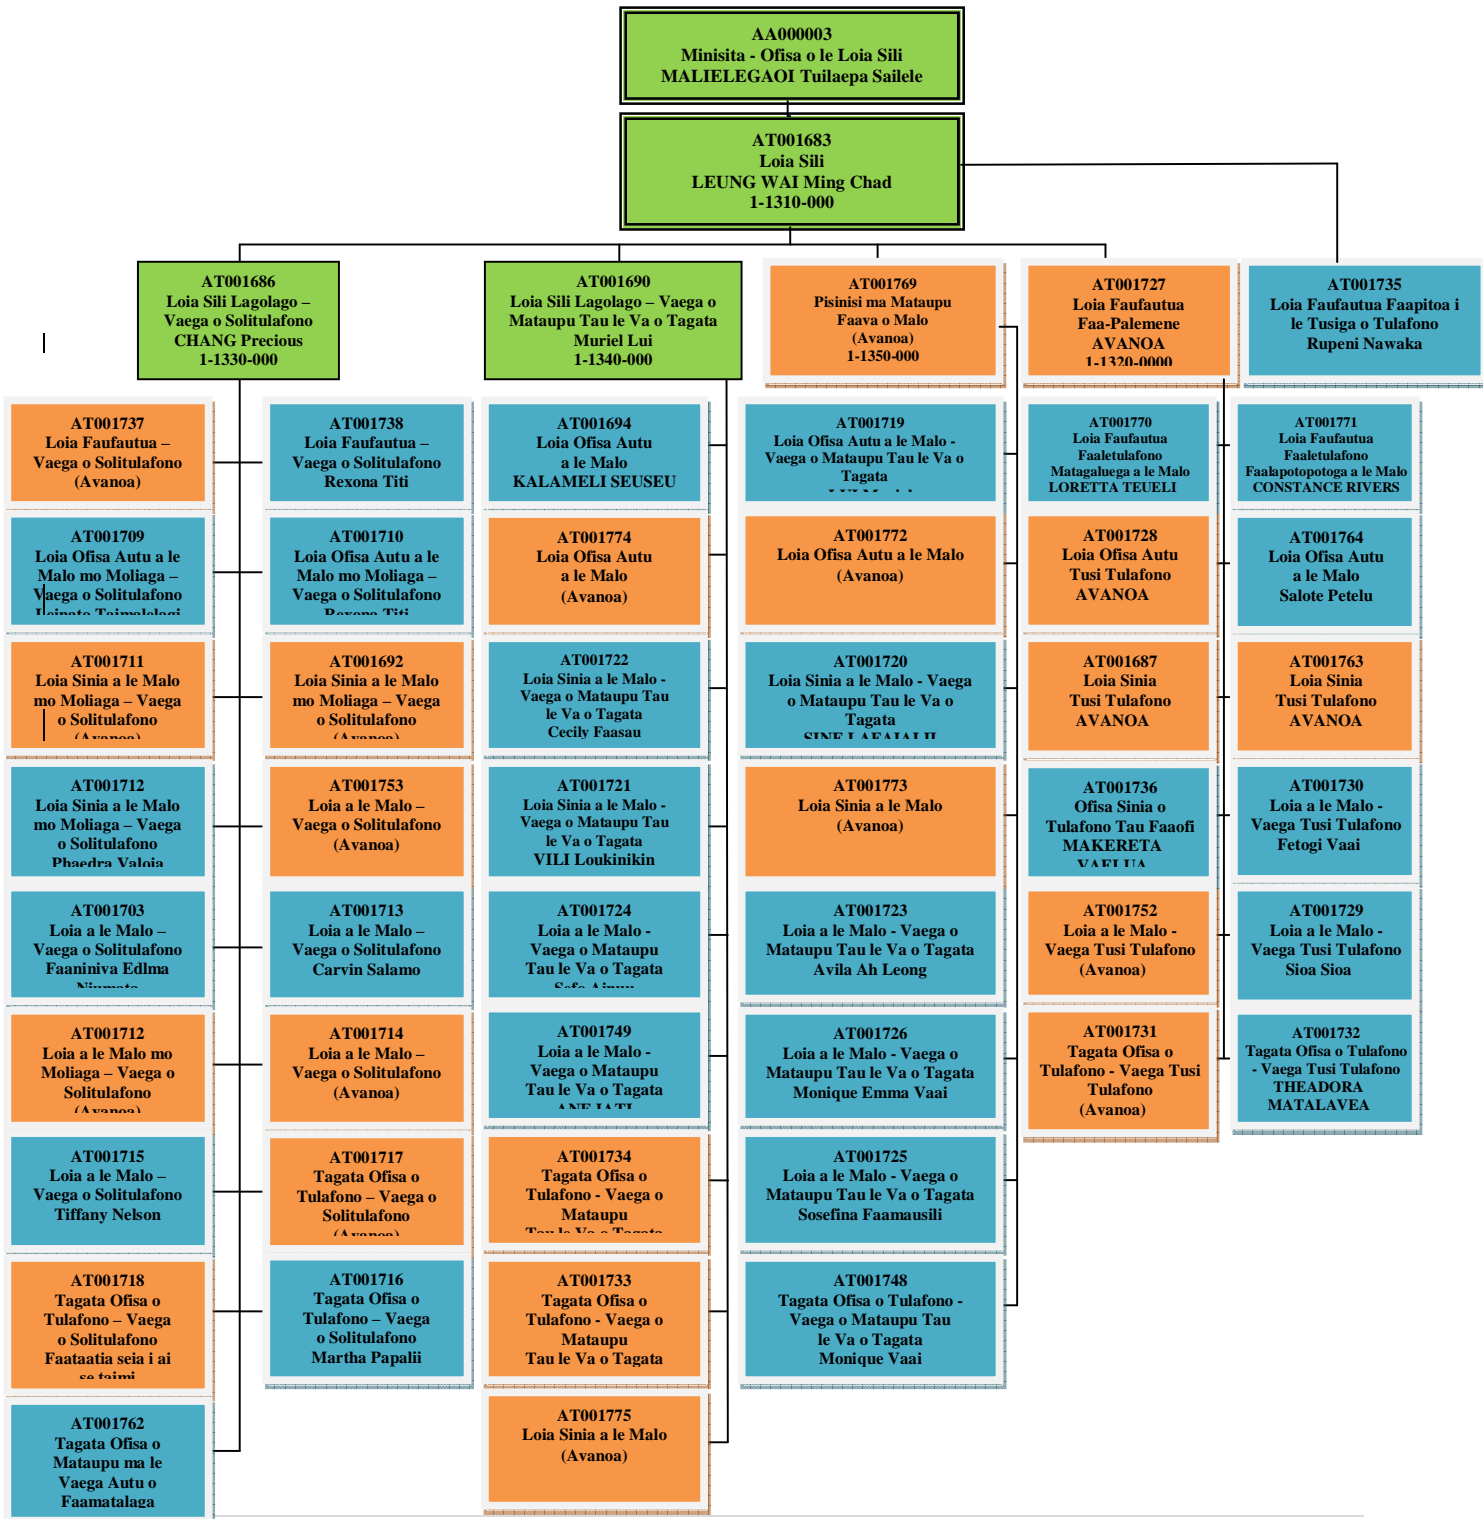 AA000003
Minisita - Ofisa o le Loia Sili
MALIELEGAOI Tuilaepa Sailele
AT001683
Loia Sili
LEUNG WAI Ming Chad
1-1310-000
AT001686
Loia Sili Lagolago –
Vaega o Solitulafono
CHANG Precious
1-1330-000
AT001690
Loia Sili Lagolago – Vaega o
Mataupu Tau le Va o Tagata
Muriel Lui
1-1340-000
AT001769
Pisinisi ma Mataupu
Faava o Malo
(Avanoa)
1-1350-000
AT001727
Loia Faufautua
Faa-Palemene
AVANOA
1-1320-0000
AT001735
Loia Faufautua Faapitoa i
le Tusiga o Tulafono
Rupeni Nawaka
AT001737
Loia Faufautua –
Vaega o Solitulafono
(Avanoa)
AT001738
Loia Faufautua –
Vaega o Solitulafono
Rexona Titi
AT001694
Loia Ofisa Autu
a le Malo
KALAMELI SEUSEU
AT001719
Loia Ofisa Autu a le Malo -
Vaega o Mataupu Tau le Va o
Tagata
AT001770
Loia Faufautua
Faaletulafono
Matagaluega a le Malo
LORETTA TEUELI
AT001771
Loia Faufautua
Faaletulafono
Faalapotopotoga a le Malo
CONSTANCE RIVERS
AT001709
Loia Ofisa Autu a le
Malo mo Moliaga –
Vaega o Solitulafono
AT001710
Loia Ofisa Autu a le
Malo mo Moliaga –
Vaega o Solitulafono
Rexona Titi
AT001774
Loia Ofisa Autu
a le Malo
(Avanoa)
AT001772
Loia Ofisa Autu a le Malo
(Avanoa)
AT001728
Loia Ofisa Autu
Tusi Tulafono
AVANOA
AT001764
Loia Ofisa Autu
a le Malo
Salote Petelu
AT001711
Loia Sinia a le Malo
mo Moliaga – Vaega
o Solitulafono
(Avanoa)
AT001692
Loia Sinia a le Malo
mo Moliaga – Vaega
o Solitulafono
(Avanoa)
AT001722
Loia Sinia a le Malo -
Vaega o Mataupu Tau
le Va o Tagata
Cecily Faasau
AT001720
Loia Sinia a le Malo - Vaega
o Mataupu Tau le Va o
Tagata
AT001687
Loia Sinia
Tusi Tulafono
AVANOA
AT001763
Loia Sinia
Tusi Tulafono
AVANOA
AT001712
Loia Sinia a le Malo
mo Moliaga – Vaega
o Solitulafono
Phaedra Valoia
AT001753
Loia a le Malo –
Vaega o Solitulafono
(Avanoa)
AT001721
Loia Sinia a le Malo -
Vaega o Mataupu Tau
le Va o Tagata
VILI Loukinikin
AT001773
Loia Sinia a le Malo
(Avanoa)
AT001736
Ofisa Sinia o
Tulafono Tau Faaofi
MAKERETA
VAELUA
AT001730
Loia a le Malo -
Vaega Tusi Tulafono
Fetogi Vaai
AT001703
Loia a le Malo –
Vaega o Solitulafono
Faaniniva Edlma
AT001713
Loia a le Malo –
Vaega o Solitulafono
Carvin Salamo
AT001724
Loia a le Malo -
Vaega o Mataupu
Tau le Va o Tagata
AT001723
Loia a le Malo - Vaega o
Mataupu Tau le Va o Tagata
Avila Ah Leong
AT001752
Loia a le Malo -
Vaega Tusi Tulafono
(Avanoa)
AT001729
Loia a le Malo -
Vaega Tusi Tulafono
Sioa Sioa
AT001712
Loia a le Malo mo
Moliaga – Vaega o
Solitulafono
(Avanoa)
AT001714
Loia a le Malo –
Vaega o Solitulafono
(Avanoa)
AT001749
Loia a le Malo -
Vaega o Mataupu
Tau le Va o Tagata
AT001726
Loia a le Malo - Vaega o
Mataupu Tau le Va o Tagata
Monique Emma Vaai
AT001731
Tagata Ofisa o
Tulafono - Vaega Tusi
Tulafono
(Avanoa)
AT001732
Tagata Ofisa o Tulafono
- Vaega Tusi Tulafono
THEADORA
MATALAVEA
AT001715
Loia a le Malo –
Vaega o Solitulafono
Tiffany Nelson
AT001717
Tagata Ofisa o
Tulafono – Vaega o
Solitulafono
(Avanoa)
AT001734
Tagata Ofisa o
Tulafono - Vaega o
Mataupu
Tau le Va o Tagata
AT001725
Loia a le Malo - Vaega o
Mataupu Tau le Va o Tagata
Sosefina Faamausili
AT001718
Tagata Ofisa o
Tulafono – Vaega
o Solitulafono
Faataatia seia i ai
se taimi
AT001716
Tagata Ofisa o
Tulafono – Vaega
o Solitulafono
Martha Papalii
AT001733
Tagata Ofisa o
Tulafono - Vaega o
Mataupu
Tau le Va o Tagata
AT001748
Tagata Ofisa o Tulafono -
Vaega o Mataupu Tau
le Va o Tagata
Monique Vaai
AT001762
Tagata Ofisa o
Mataupu ma le
Vaega Autu o
Faamatalaga
AT001775
Loia Sinia a le Malo
(Avanoa)